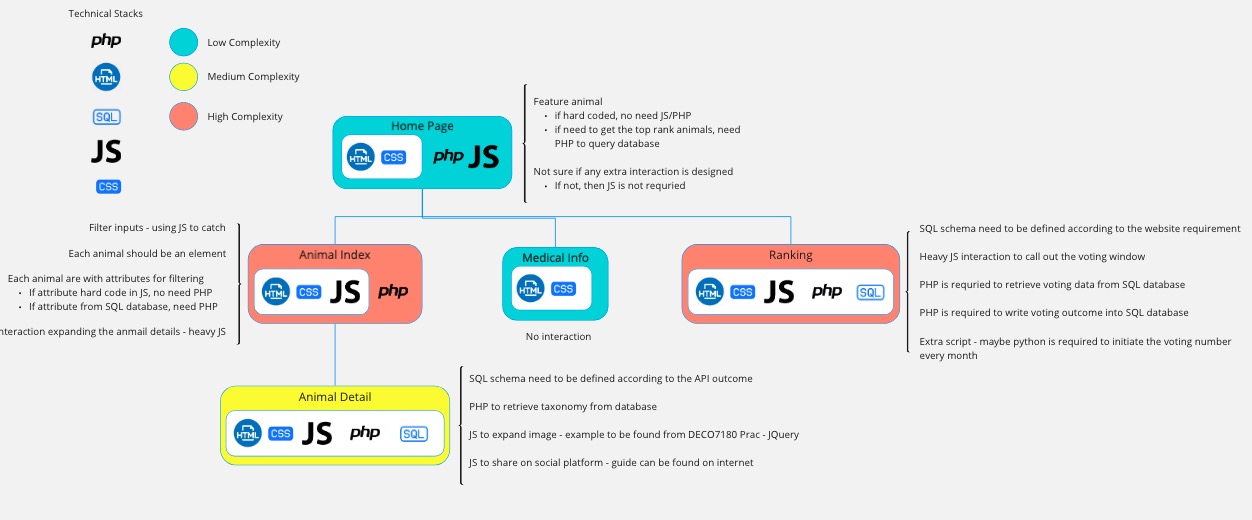 Technical Stacks
php
HTML
SQL
JS
CSS
Low Complexity
Medium Complexity
High Complexity
Home Page
HTML CSS php JS
Feature animal
• if hard coded, no need JS/PHP
• if need to get the top rank animals, need
PHP to query database
Not sure if any extra interaction is designed
• If not, then JS is not requried
Filter inputs - using JS to catch
Each animal should be an element
Each animal are with attributes for filtering
• If attribute hard code in JS, no need PHP
• If attribute from SQL database, need PHP
nteraction expanding the anmail details - heavy JS
Animal Index
HTML CSS JS php
Medical Info
HTML CSS
No interaction
Ranking
HTML CSS JS php SQL
SQL schema need to be defined according to the website requirement
Heavy JS interaction to call out the voting window
PHP is requried to retrieve voting data from SQL database
PHP is required to write voting outcome into SQL database
Extra script - maybe python is required to initiate the voting number
every month
Animal Detail
HTML CSS JS php SQL
SQL schema need to be defined according to the API outcome
PHP to retrieve taxonomy from database
JS to expand image - example to be found from DECO7180 Prac - JQuery
JS to share on social platform - guide can be found on internet